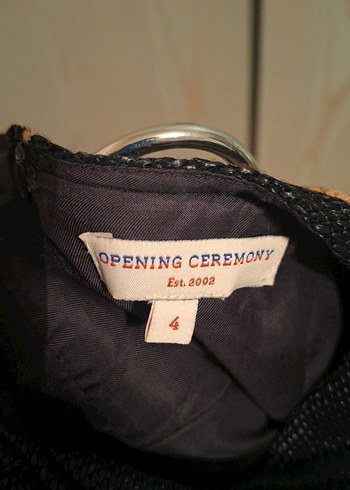 OPENING CEREMONY
Est. 2002
4